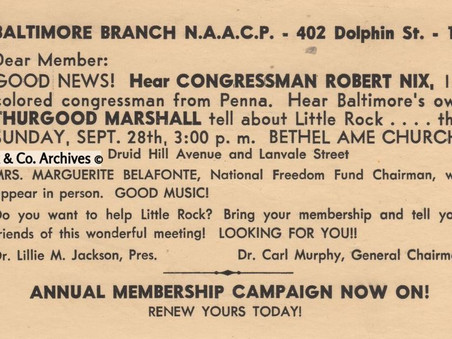 BALTIMORE BRANCH N.A.A.C.P. - 402 Dolphin St. -
Dear Member:
GOOD NEWS! Hear CONGRESSMAN ROBERT NIX,
colored congressman from Penna. Hear Baltimore's
THURGOOD MARSHALL tell about Little Rock . . . .
SUNDAY, SEPT. 28th, 3:00 p. m. BETHEL AME CHURCH
& Co. Archives ©
Druid Hill Avenue and Lanvale Street
MRS. MARGUERITE BELAFONTE, National Freedom Fund Chairman,
appear in person. GOOD MUSIC!
Do you want to help Little Rock? Bring your membership and tell
friends of this wonderful meeting! LOOKING FOR YOU!!
Dr. Lillie M. Jackson, Pres. Dr. Carl Murphy, General
ANNUAL MEMBERSHIP CAMPAIGN NOW ON!
RENEW YOURS TODAY!